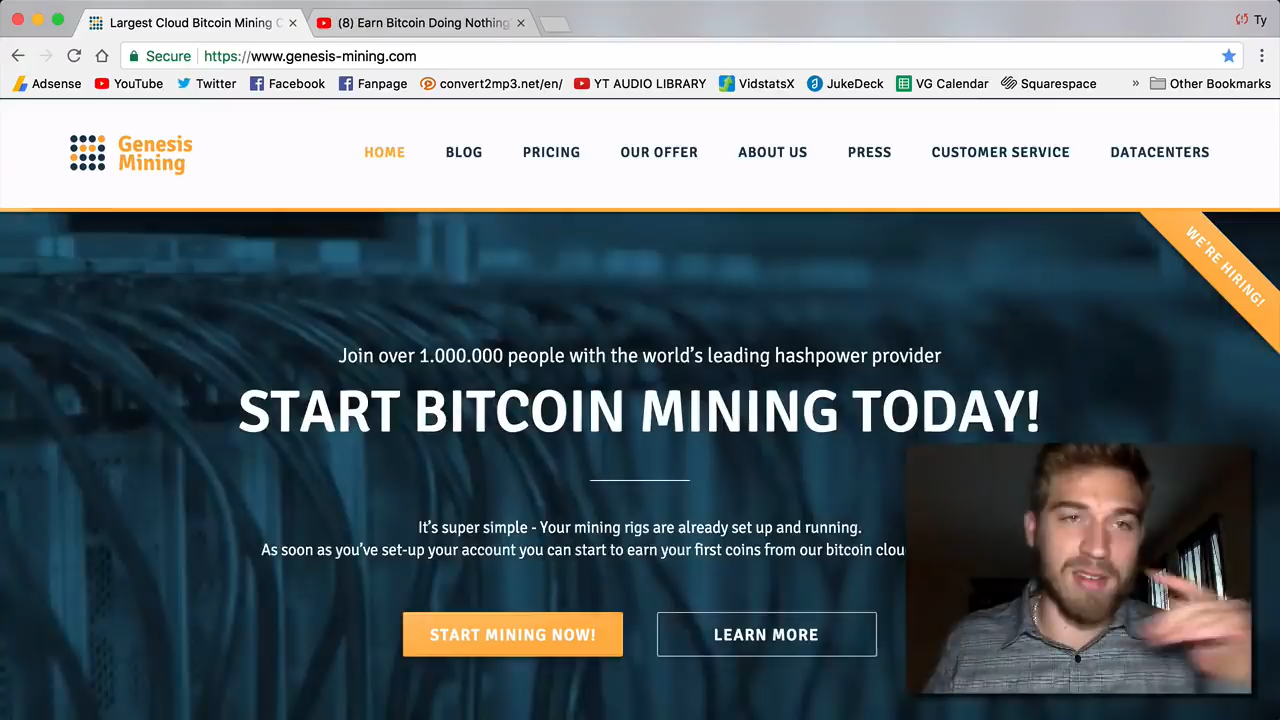 Largest Cloud Bitcoin Mining C
(8) Earn Bitcoin Doing Nothing
Ty
Secure
https://www.genesis-mining.com
Adsense
YouTube
Twitter
Facebook
Fanpage
convert2mp3.net/en/
YT AUDIO LIBRARY
VidstatsX
JukeDeck
VG Calendar
Squarespace
»
Other Bookmarks
Genesis
Mining
HOME
BLOG
PRICING
OUR OFFER
ABOUT US
PRESS
CUSTOMER SERVICE
DATACENTERS
WE'RE HIRING!
Join over 1.000.000 people with the world's leading hashpower provider
START BITCOIN MINING TODAY!
It's super simple - Your mining rigs are already set up and running.
As soon as you've set-up your account you can start to earn your first coins from our bitcoin clou
START MINING NOW!
LEARN MORE